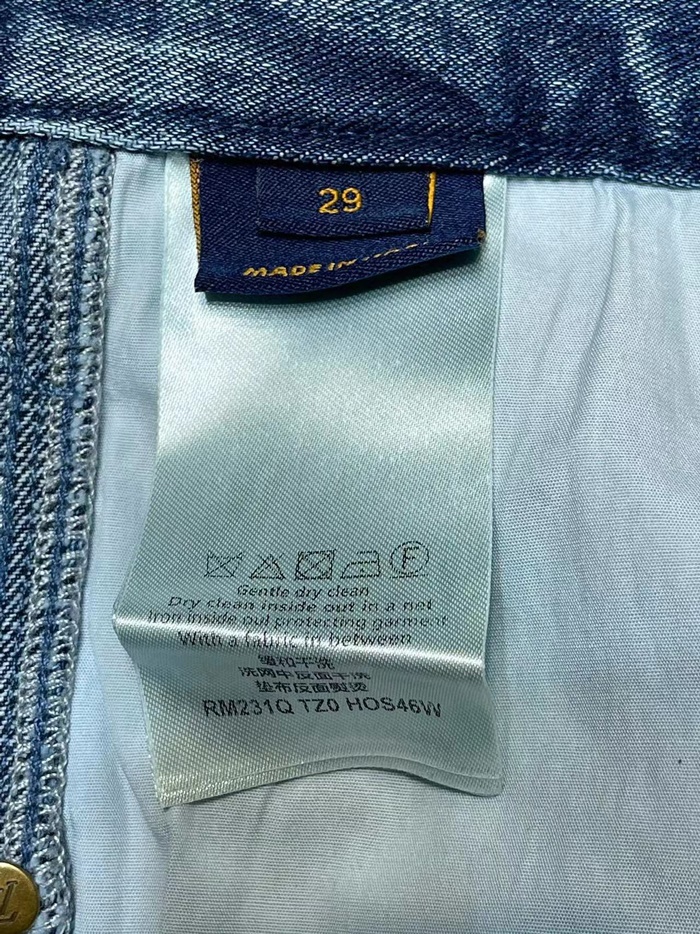 29
MADE IN
F
Gentle dry clean
Dry clean inside out in a net
Iron inside out protecting garment
With a fabric in between
缓和干洗
洗网中反面干洗
垫布反面熨烫
RM231Q TZ0 HOS46W